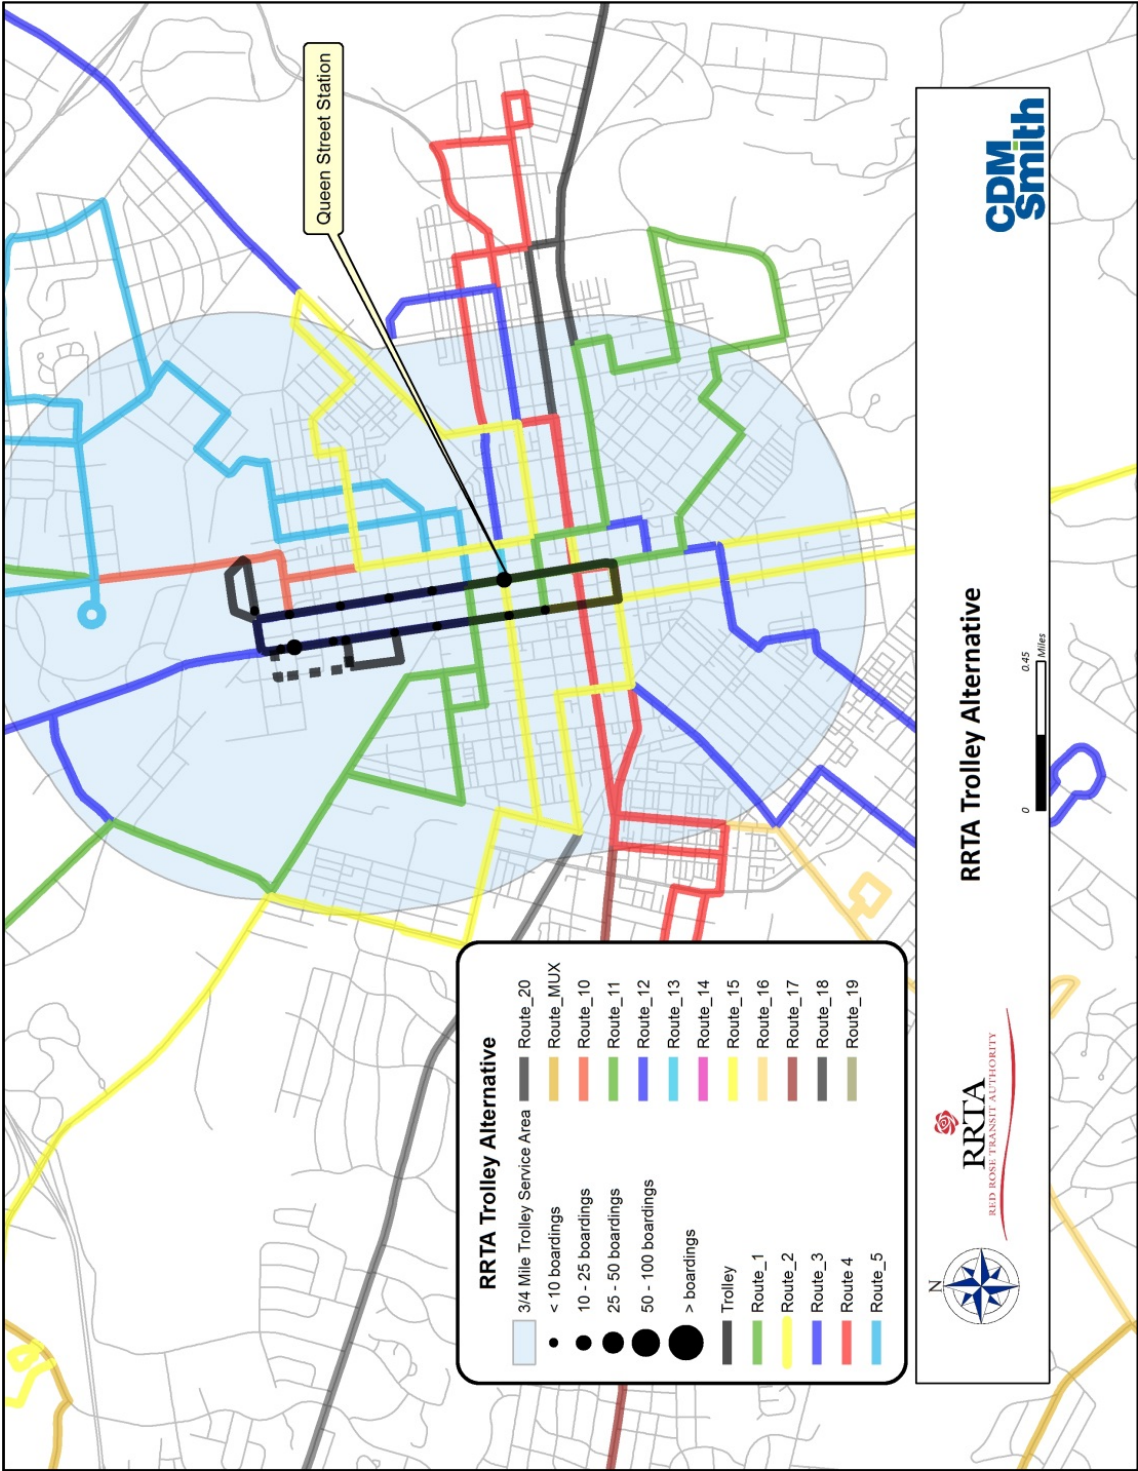 Queen Street Station
RRTA Trolley Alternative
3/4 Mile Trolley Service Area
< 10 boardings
10 - 25 boardings
25 - 50 boardings
50 - 100 boardings
> boardings
Trolley
Route_1
Route_2
Route_3
Route 4
Route_5
Route_20
Route_MUX
Route_10
Route_11
Route_12
Route_13
Route_14
Route_15
Route_16
Route_17
Route_18
Route_19
N
RRTA
RED ROSE TRANSIT AUTHORITY
RRTA Trolley Alternative
0 0.45
Miles
CDM
Smith